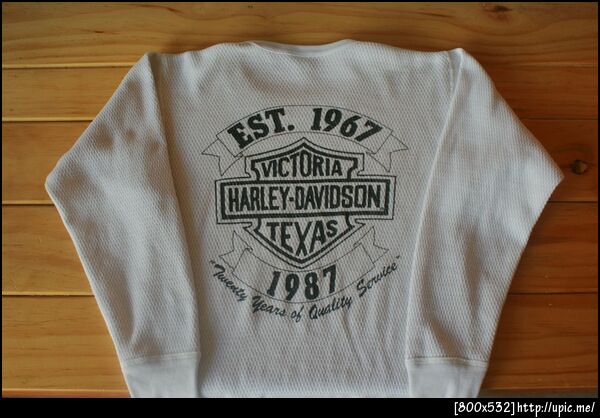 EST. 1967
VICTORIA
HARLEY-DAVIDSON
TEXAS
1987
"Twenty Years of Quality Service"
[800x532]http://upic.me/